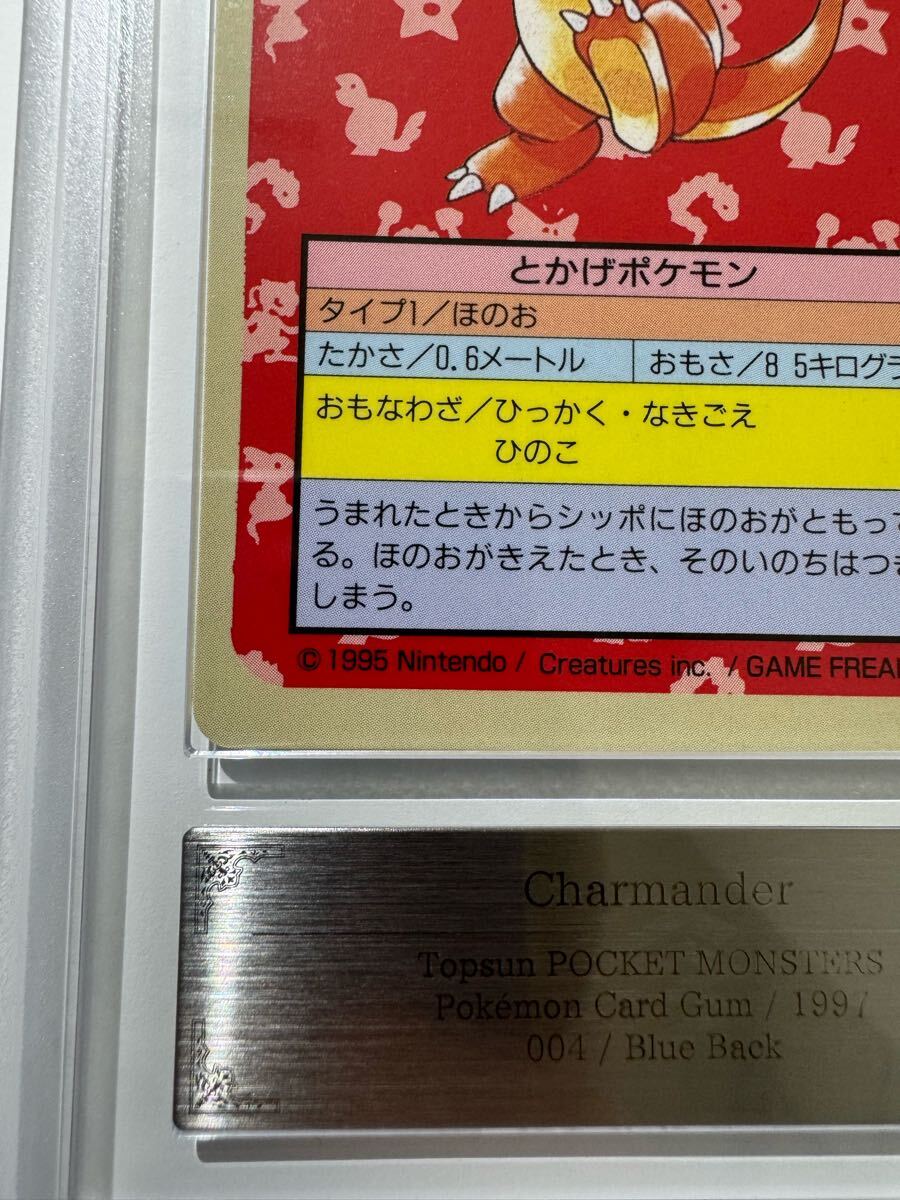 とかげポケモン
タイプ1/ほのお
たかさ/0.6メートル おもさ/8 5キログラ
おもなわざ/ひっかく・なきごえ
ひのこ
うまれたときからシッポにほのおがともって
る。ほのおがきえたとき、そのいのちはつき
しまう。
© 1995 Nintendo / Creatures inc. / GAME FREAK
Charmander
Topsun POCKET MONSTERS
Pokémon Card Gum / 1997
004 / Blue Back